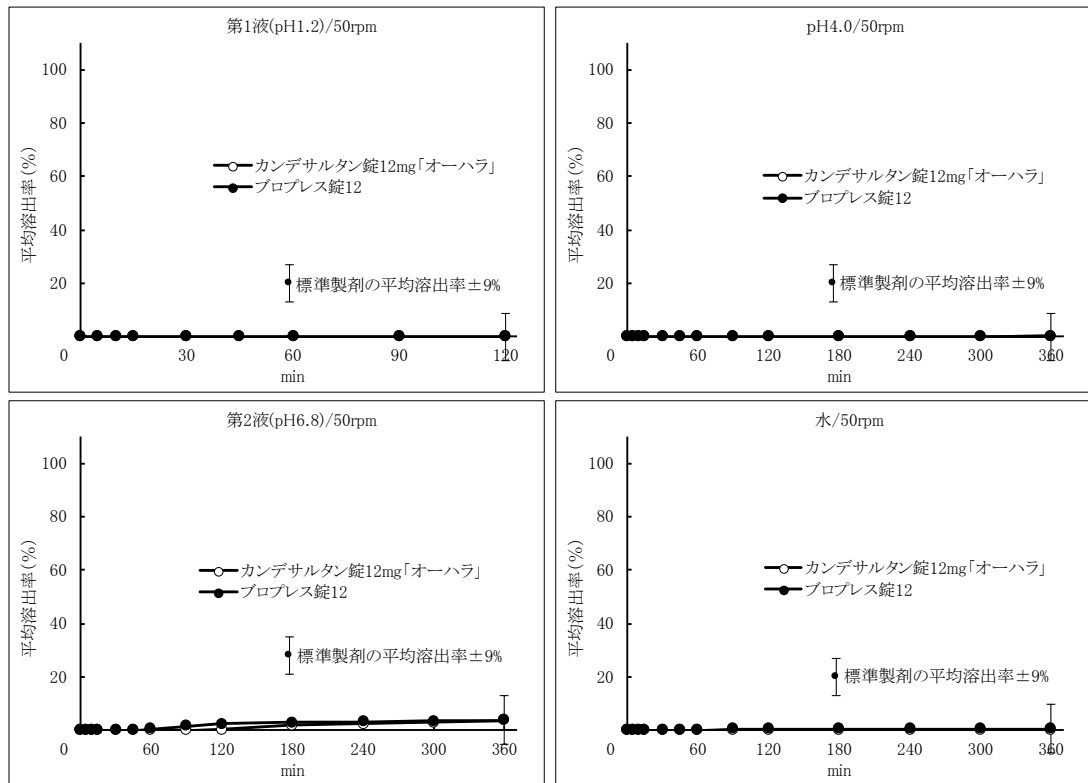 第1液(pH1.2)/50rpm
100
80
60
40
20
0
平均溶出率(%)
カンデサルタン錠12mg「オーハラ」
ブロプレス錠12
標準製剤の平均溶出率±9%
30
60
90
120
min
pH4.0/50rpm
100
80
60
40
20
0
平均溶出率(%)
カンデサルタン錠12mg「オーハラ」
ブロプレス錠12
標準製剤の平均溶出率±9%
60
120
180
240
300
360
min
第2液(pH6.8)/50rpm
100
80
60
40
20
0
平均溶出率(%)
カンデサルタン錠12mg「オーハラ」
ブロプレス錠12
標準製剤の平均溶出率±9%
60
120
180
240
300
360
min
水/50rpm
100
80
60
40
20
0
平均溶出率(%)
カンデサルタン錠12mg「オーハラ」
ブロプレス錠12
標準製剤の平均溶出率±9%
60
120
180
240
300
360
min